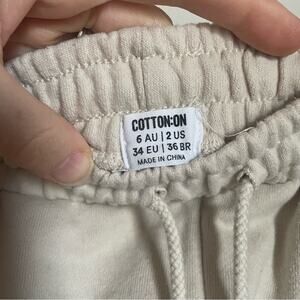 COTTON:ON
6 AU | 2 US
34 EU | 36 BR
MADE IN CHINA